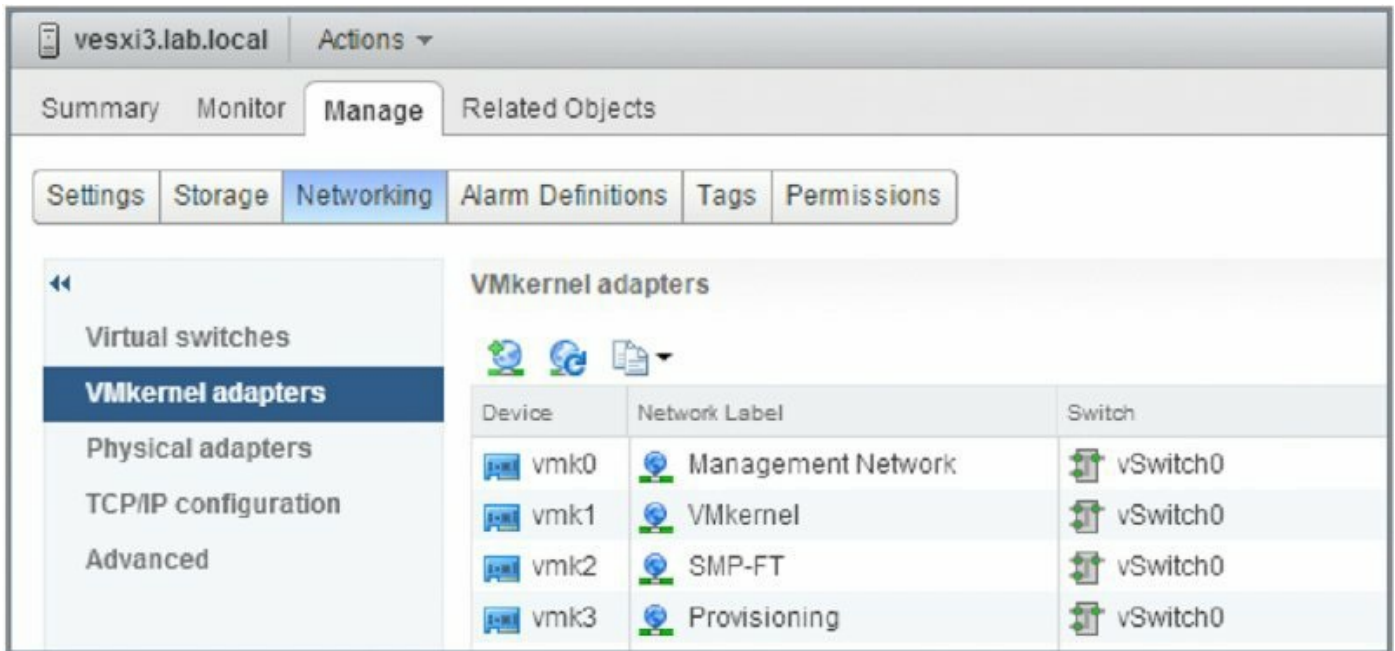 vesxi3.lab.local Actions
Summary Monitor Manage Related Objects
Settings Storage Networking Alarm Definitions Tags Permissions
VMkernel adapters
Virtual switches
VMkernel adapters
Physical adapters
TCP/IP configuration
Advanced
Device Network Label Switch
vmk0 Management Network vSwitch0
vmk1 VMkernel vSwitch0
vmk2 SMP-FT vSwitch0
vmk3 Provisioning vSwitch0